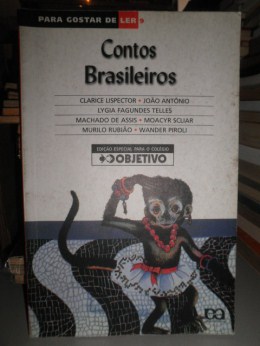 PARA GOSTAR DE LER
Contos
Brasileiros
CLARICE LISPECTOR • JOÃO ANTÔNIO
LYGIA FAGUNDES TELLES
MACHADO DE ASSIS • MOACYR SCLIAR
MURILO RUBIÃO • WANDER PIROLI
EDIÇÃO ESPECIAL PARA O COLÉGIO
OBJETIVO